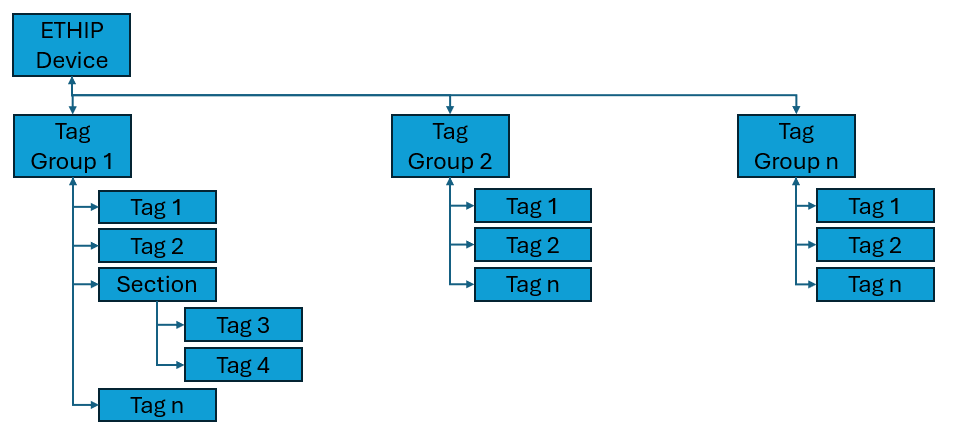 ETHIP
Device
Tag
Group 1
Tag
Group 2
Tag
Group n
Tag 1
Tag 2
Section
Tag 3
Tag 4
Tag n
Tag 1
Tag 2
Tag n
Tag 1
Tag 2
Tag n